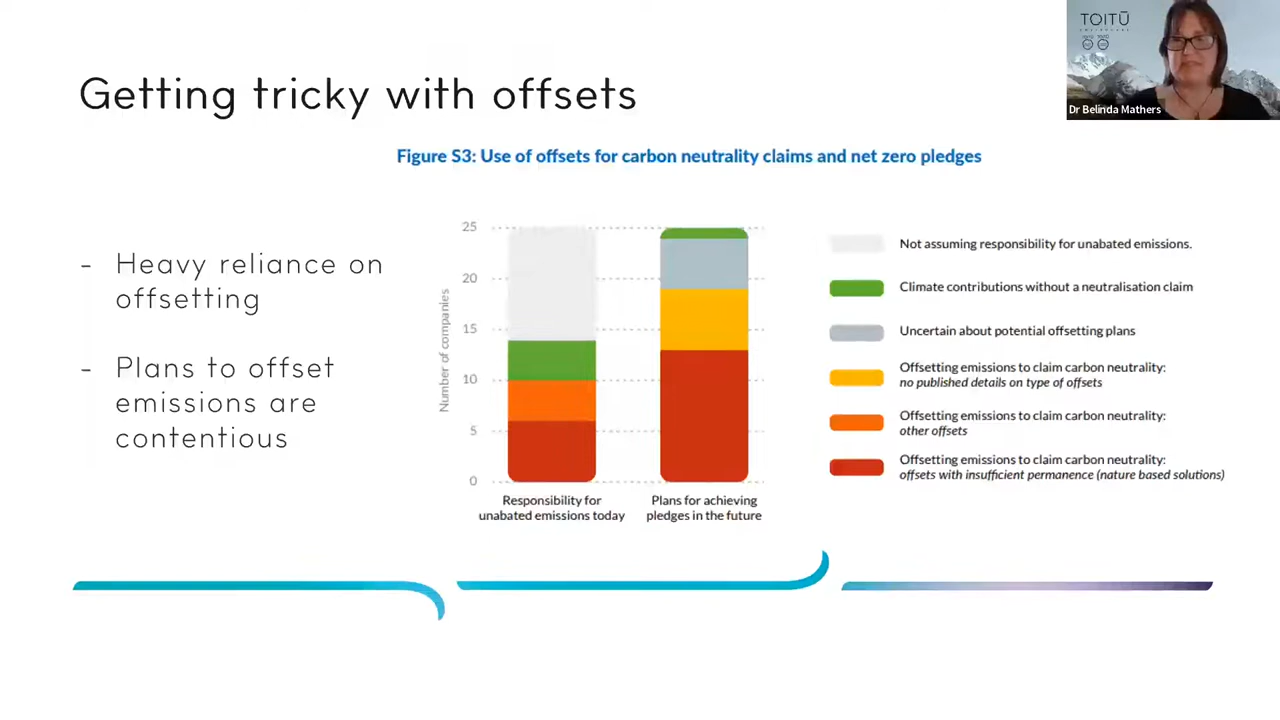 TOITŪ
Dr Belinda Mathers
Getting tricky with offsets
Figure S3: Use of offsets for carbon neutrality claims and net zero pledges
- Heavy reliance on
offsetting
- Plans to offset
emissions are
contentious
Number of companies
25
20
15
10
5
0
Responsibility for
unabated emissions today
Plans for achieving
pledges in the future
Not assuming responsibility for unabated emissions.
Climate contributions without a neutralisation claim
Uncertain about potential offsetting plans
Offsetting emissions to claim carbon neutrality:
no published details on type of offsets
Offsetting emissions to claim carbon neutrality:
other offsets
Offsetting emissions to claim carbon neutrality:
offsets with insufficient permanence (nature based solutions)